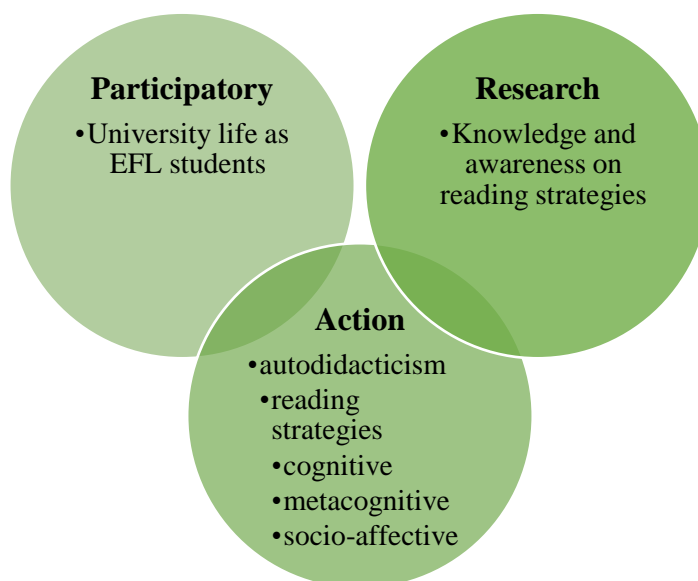 Participatory
•University life as
EFL students
Research
•Knowledge and
awareness on
reading strategies
Action
•autodidacticism
•reading
strategies
•cognitive
•metacognitive
•socio-affective